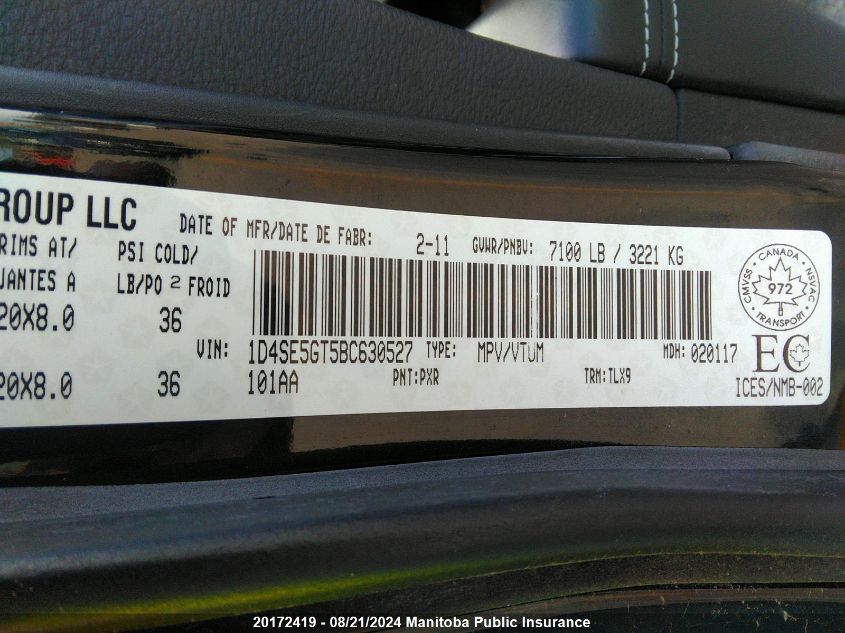 ROUP LLC DATE OF MFR/DATE DE FABR: 2-11 GVWR/PNBV: 7100 LB / 3221 KG
RIMS AT/ PSI COLD/
JANTES A LB/PO 2 FROID
20X8.0 36
VIN: 1D4SE5GT5BC630527 TYPE: MPV/VTUM MDH: 020117
20X8.0 36 101AA PNT:PXR TRM:TLX9
CANADA
CMVSS 972 NSVAC
TRANSPORT
EC
ICES/NMB-002
20172419 - 08/21/2024 Manitoba Public Insurance